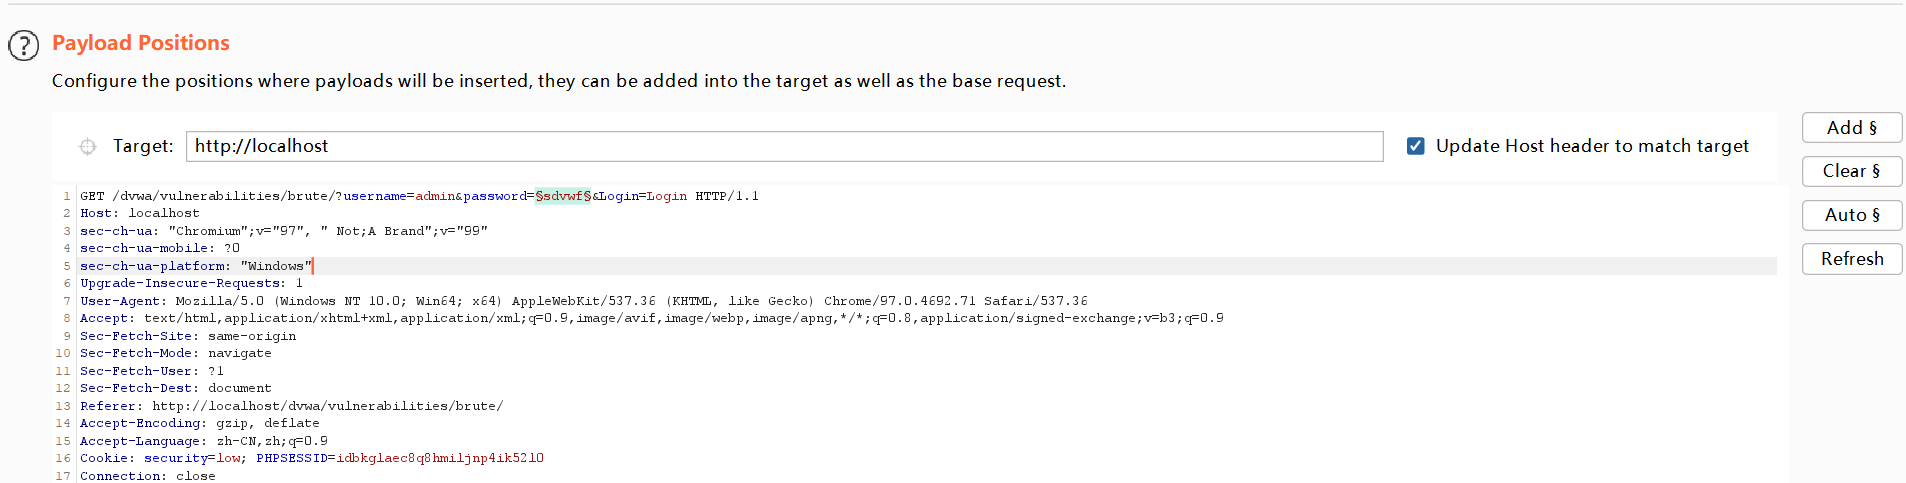 Payload Positions
Configure the positions where payloads will be inserted, they can be added into the target as well as the base request.
Target: http://localhost
Update Host header to match target
Add §
Clear §
Auto §
Refresh
1 GET /dvwa/vulnerabilities/brute/?username=admin&password=§sdvwf§&Login=Login HTTP/1.1
2 Host: localhost
3 sec-ch-ua: "Chromium";v="97", " Not;A Brand";v="99"
4 sec-ch-ua-mobile: ?0
5 sec-ch-ua-platform: "Windows"
6 Upgrade-Insecure-Requests: 1
7 User-Agent: Mozilla/5.0 (Windows NT 10.0; Win64; x64) AppleWebKit/537.36 (KHTML, like Gecko) Chrome/97.0.4692.71 Safari/537.36
8 Accept: text/html,application/xhtml+xml,application/xml;q=0.9,image/avif,image/webp,image/apng,*/*;q=0.8,application/signed-exchange;v=b3;q=0.9
9 Sec-Fetch-Site: same-origin
10 Sec-Fetch-Mode: navigate
11 Sec-Fetch-User: ?1
12 Sec-Fetch-Dest: document
13 Referer: http://localhost/dvwa/vulnerabilities/brute/
14 Accept-Encoding: gzip, deflate
15 Accept-Language: zh-CN,zh;q=0.9
16 Cookie: security=low; PHPSESSID=idbkglaec8q8hmiljnp4ik52l0
17 Connection: close